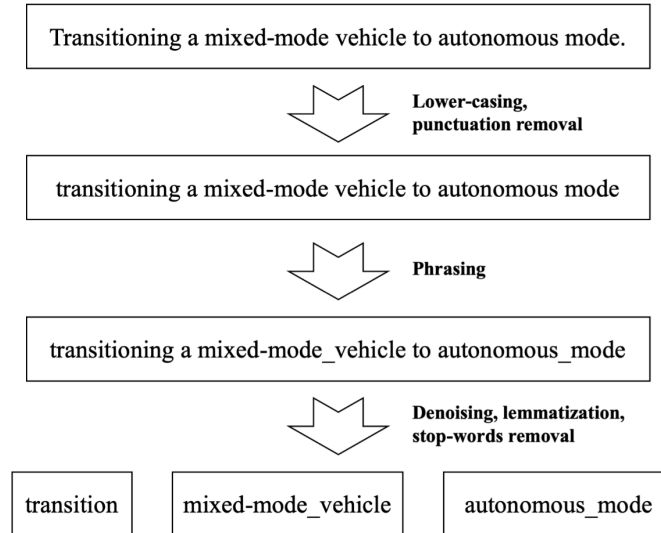 Transitioning a mixed-mode vehicle to autonomous mode.
Lower-casing,
punctuation removal
transitioning a mixed-mode vehicle to autonomous mode
Phrasing
transitioning a mixed-mode_vehicle to autonomous_mode
Denoising, lemmatization,
stop-words removal
transition
mixed-mode_vehicle
autonomous_mode